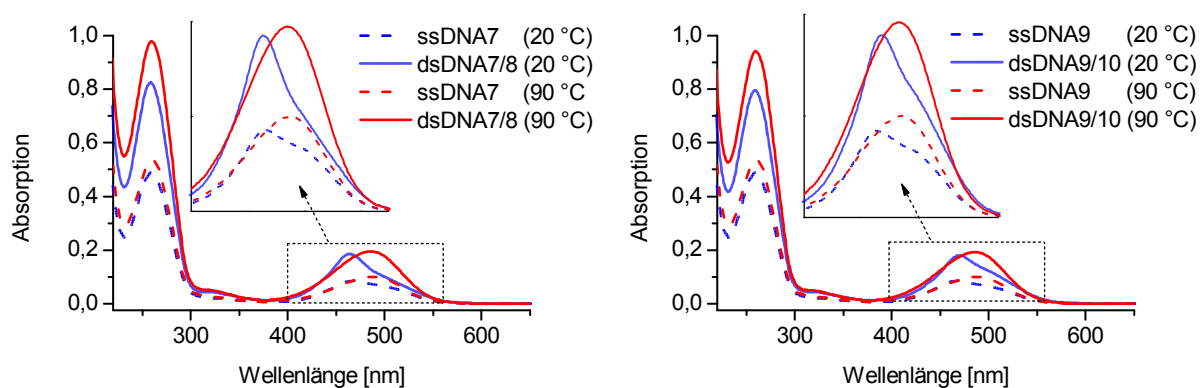 1,0
0,8
0,6
0,4
0,2
0,0
Absorption
300 400 500 600
Wellenlänge [nm]
ssDNA7 (20 °C)
dsDNA7/8 (20 °C)
ssDNA7 (90 °C
dsDNA7/8 (90 °C)
1,0
0,8
0,6
0,4
0,2
0,0
Absorption
300 400 500 600
Wellenlänge [nm]
ssDNA9 (20 °C)
dsDNA9/10 (20 °C)
ssDNA9 (90 °C)
dsDNA9/10 (90 °C)